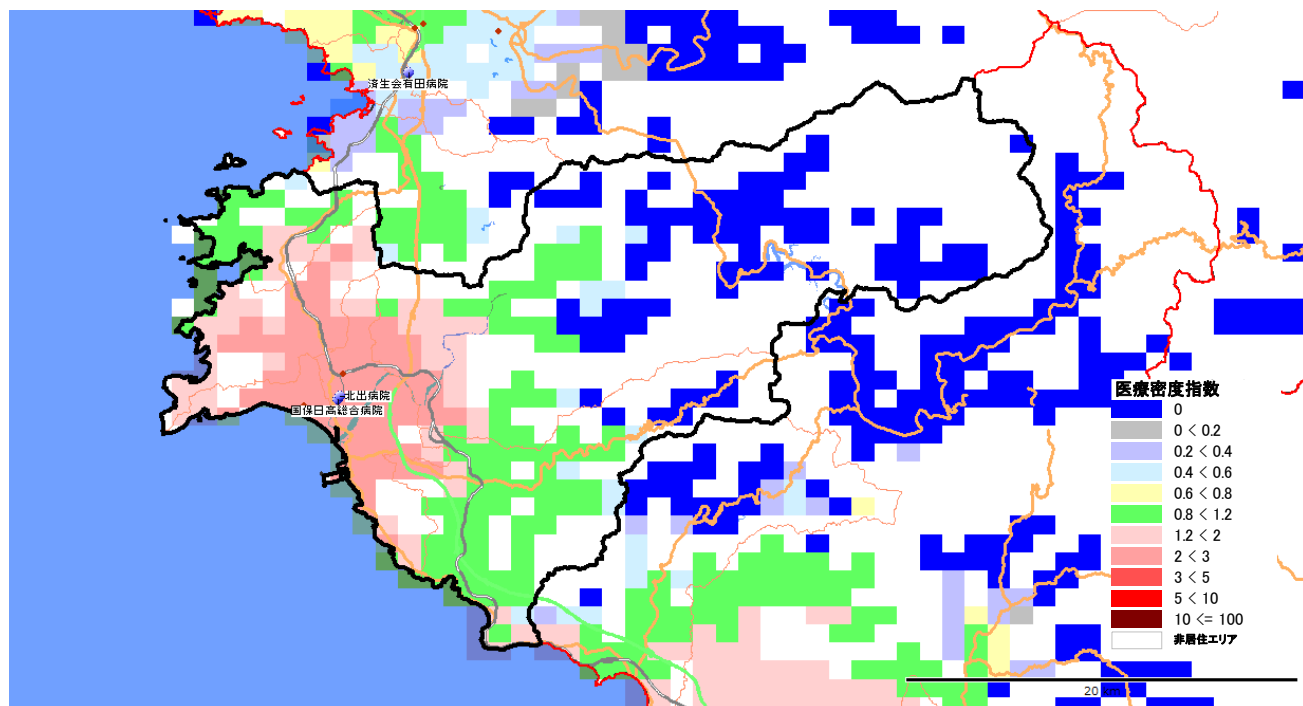 済生会有田病院
北出病院
国保日高総合病院
医療密度指数
0
0 < 0.2
0.2 < 0.4
0.4 < 0.6
0.6 < 0.8
0.8 < 1.2
1.2 < 2
2 < 3
3 < 5
5 < 10
10 <= 100
非居住エリア
20 km